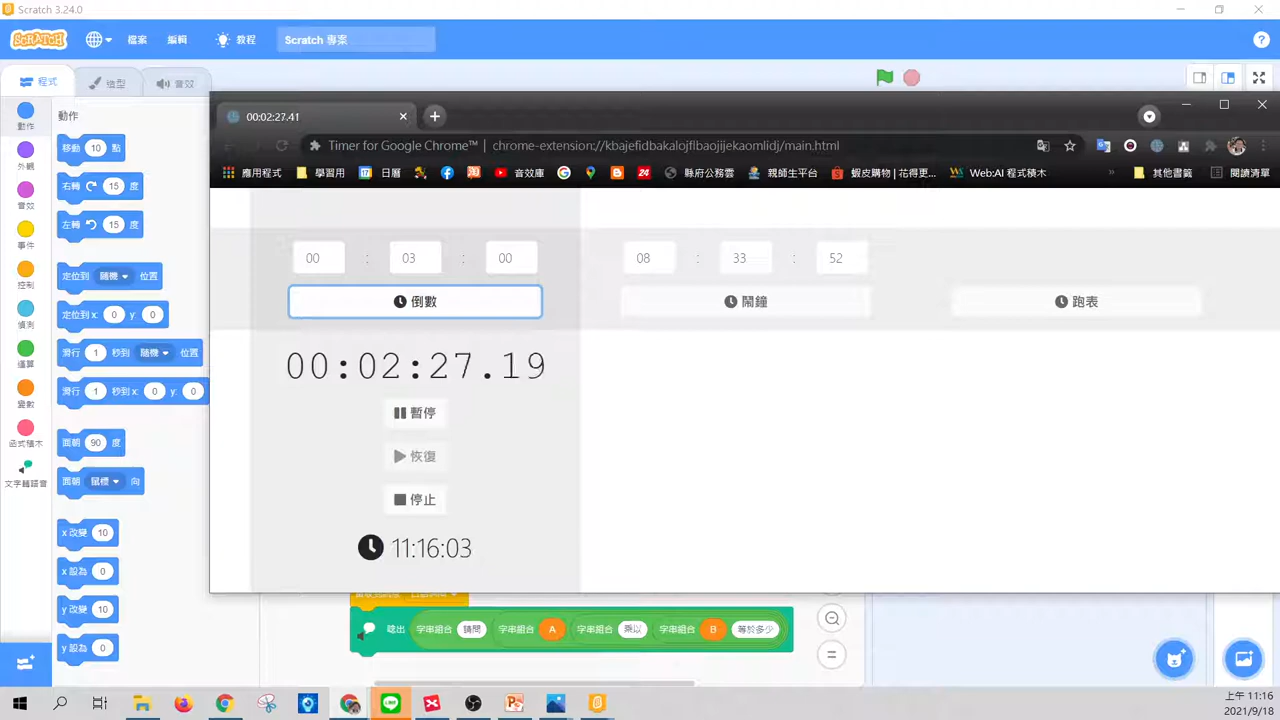 Scratch 3.24.0
SCRATCH
檔案
編輯
教程
Scratch 專案
程式
造型
音效
動作
外觀
音效
事件
控制
偵測
運算
變數
函式積木
文字轉語音
動作
移動 10 點
右轉 15 度
左轉 15 度
定位到 隨機 位置
定位到 x: 0 y: 0
滑行 1 秒到 隨機 位置
滑行 1 秒到 x: 0 y: 0
面朝 90 度
面朝 鼠標 向
x 改變 10
x 設為 0
y 改變 10
y 設為 0
00:02:27.41
Timer for Google Chrome™ | chrome-extension://kbajefidbakalojflbaojijekaomlidj/main.html
應用程式
學習用
17 日曆
音效庫
24
縣府公務雲
親師生平台
蝦皮購物 | 花得更...
Web:AI 程式積木
»
其他書籤
閱讀清單
00 : 03 : 00
倒數
08 : 33 : 52
鬧鐘
跑表
00:02:27.19
暫停
恢復
停止
11:16:03
唸出 字串組合 請問 字串組合 A 字串組合 乘以 字串組合 B 等於多少
上午 11:16
2021/9/18